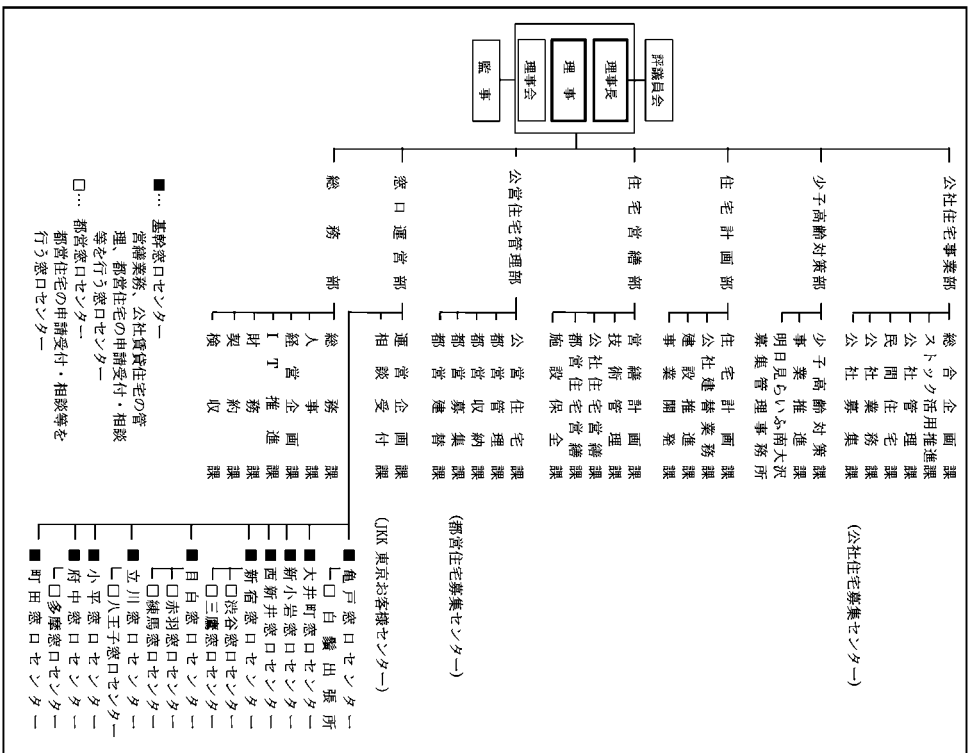 評議員会
理事長
理事
理事会
監事
公社住宅事業部
総合企画課
ストック活用推進課
公社管理課
民間住宅課
公社業務課
公社募集課
(公社住宅募集センター)
少子高齢対策部
少子高齢対策課
事業推進課
明日見らいふ南大沢
募集管理事務所
住宅計画部
住宅計画課
公社建替業務課
建設推進課
事業開発課
住宅営繕部
営繕計画課
技術管理課
公社住宅営繕課
都営住宅営繕課
施設保全課
公営住宅管理部
公営住宅課
都営管理課
都営収納課
都営募集課
都営建替課
(都営住宅募集センター)
窓口運営部
運営企画課
相談受付課
(JKK東京お客様センター)
■亀戸窓口センター
□白鬚出張所
■大井町窓口センター
■新小岩窓口センター
■西新井窓口センター
■新宿窓口センター
□渋谷窓口センター
□三鷹窓口センター
■目白窓口センター
□赤羽窓口センター
□練馬窓口センター
■立川窓口センター
□八王子窓口センター
■小平窓口センター
■府中窓口センター
□多摩窓口センター
■町田窓口センター
総務部
総務課
人事課
経営企画課
IT推進課
財務課
契約課
検収課
■… 基幹窓口センター
営繕業務、公社賃貸住宅の管
理、都営住宅の申請受付・相談
等を行う窓口センター
□… 都営窓口センター
都営住宅の申請受付・相談等を
行う窓口センター